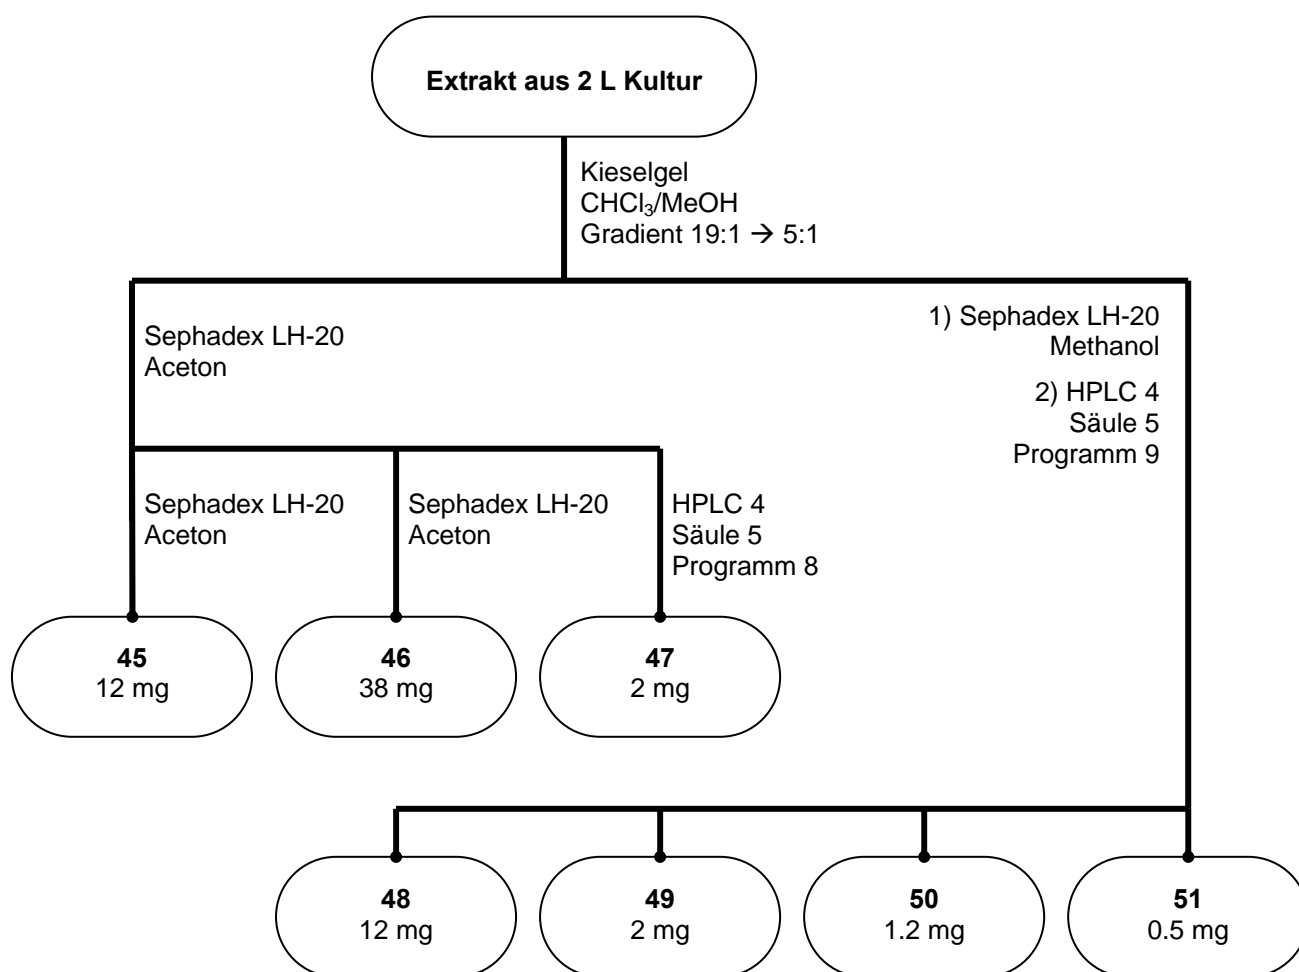 Extrakt aus 2 L Kultur
Kieselgel
CHCl₃/MeOH
Gradient 19:1 → 5:1
Sephadex LH-20
Aceton
1) Sephadex LH-20
Methanol
2) HPLC 4
Säule 5
Programm 9
Sephadex LH-20
Aceton
Sephadex LH-20
Aceton
HPLC 4
Säule 5
Programm 8
45
12 mg
46
38 mg
47
2 mg
48
12 mg
49
2 mg
50
1.2 mg
51
0.5 mg